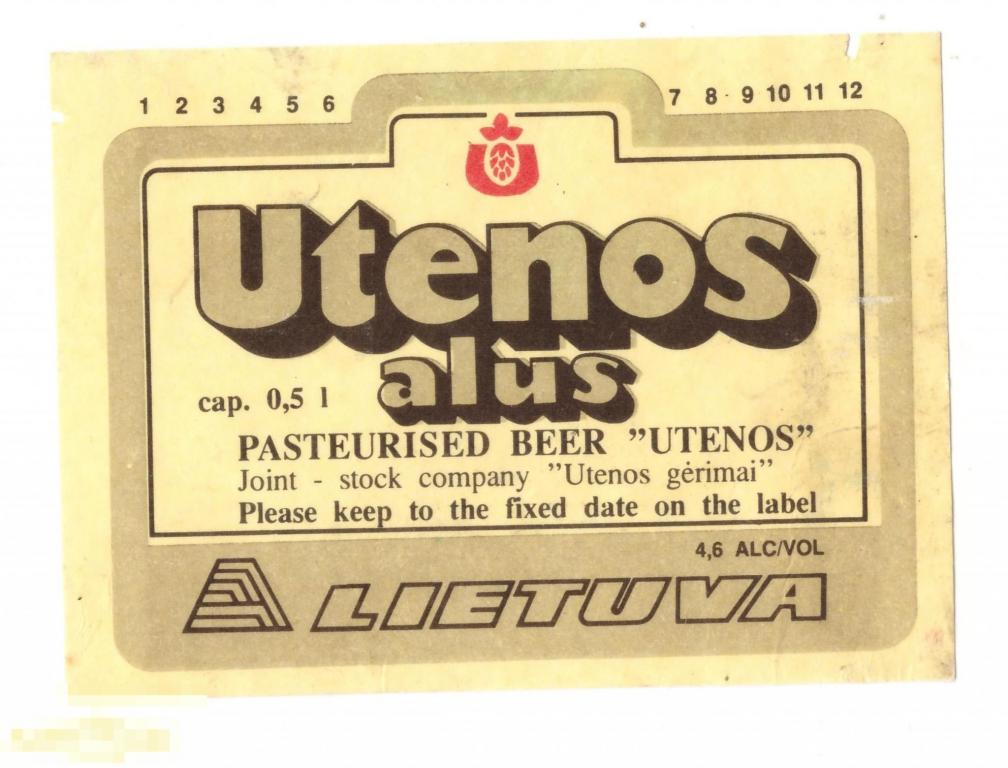 1 2 3 4 5 6 7 8 9 10 11 12
Utenos
alus
cap. 0,5 l
PASTEURISED BEER ”UTENOS”
Joint - stock company ”Utenos gėrimai”
Please keep to the fixed date on the label
4,6 ALC/VOL
LIETUVA